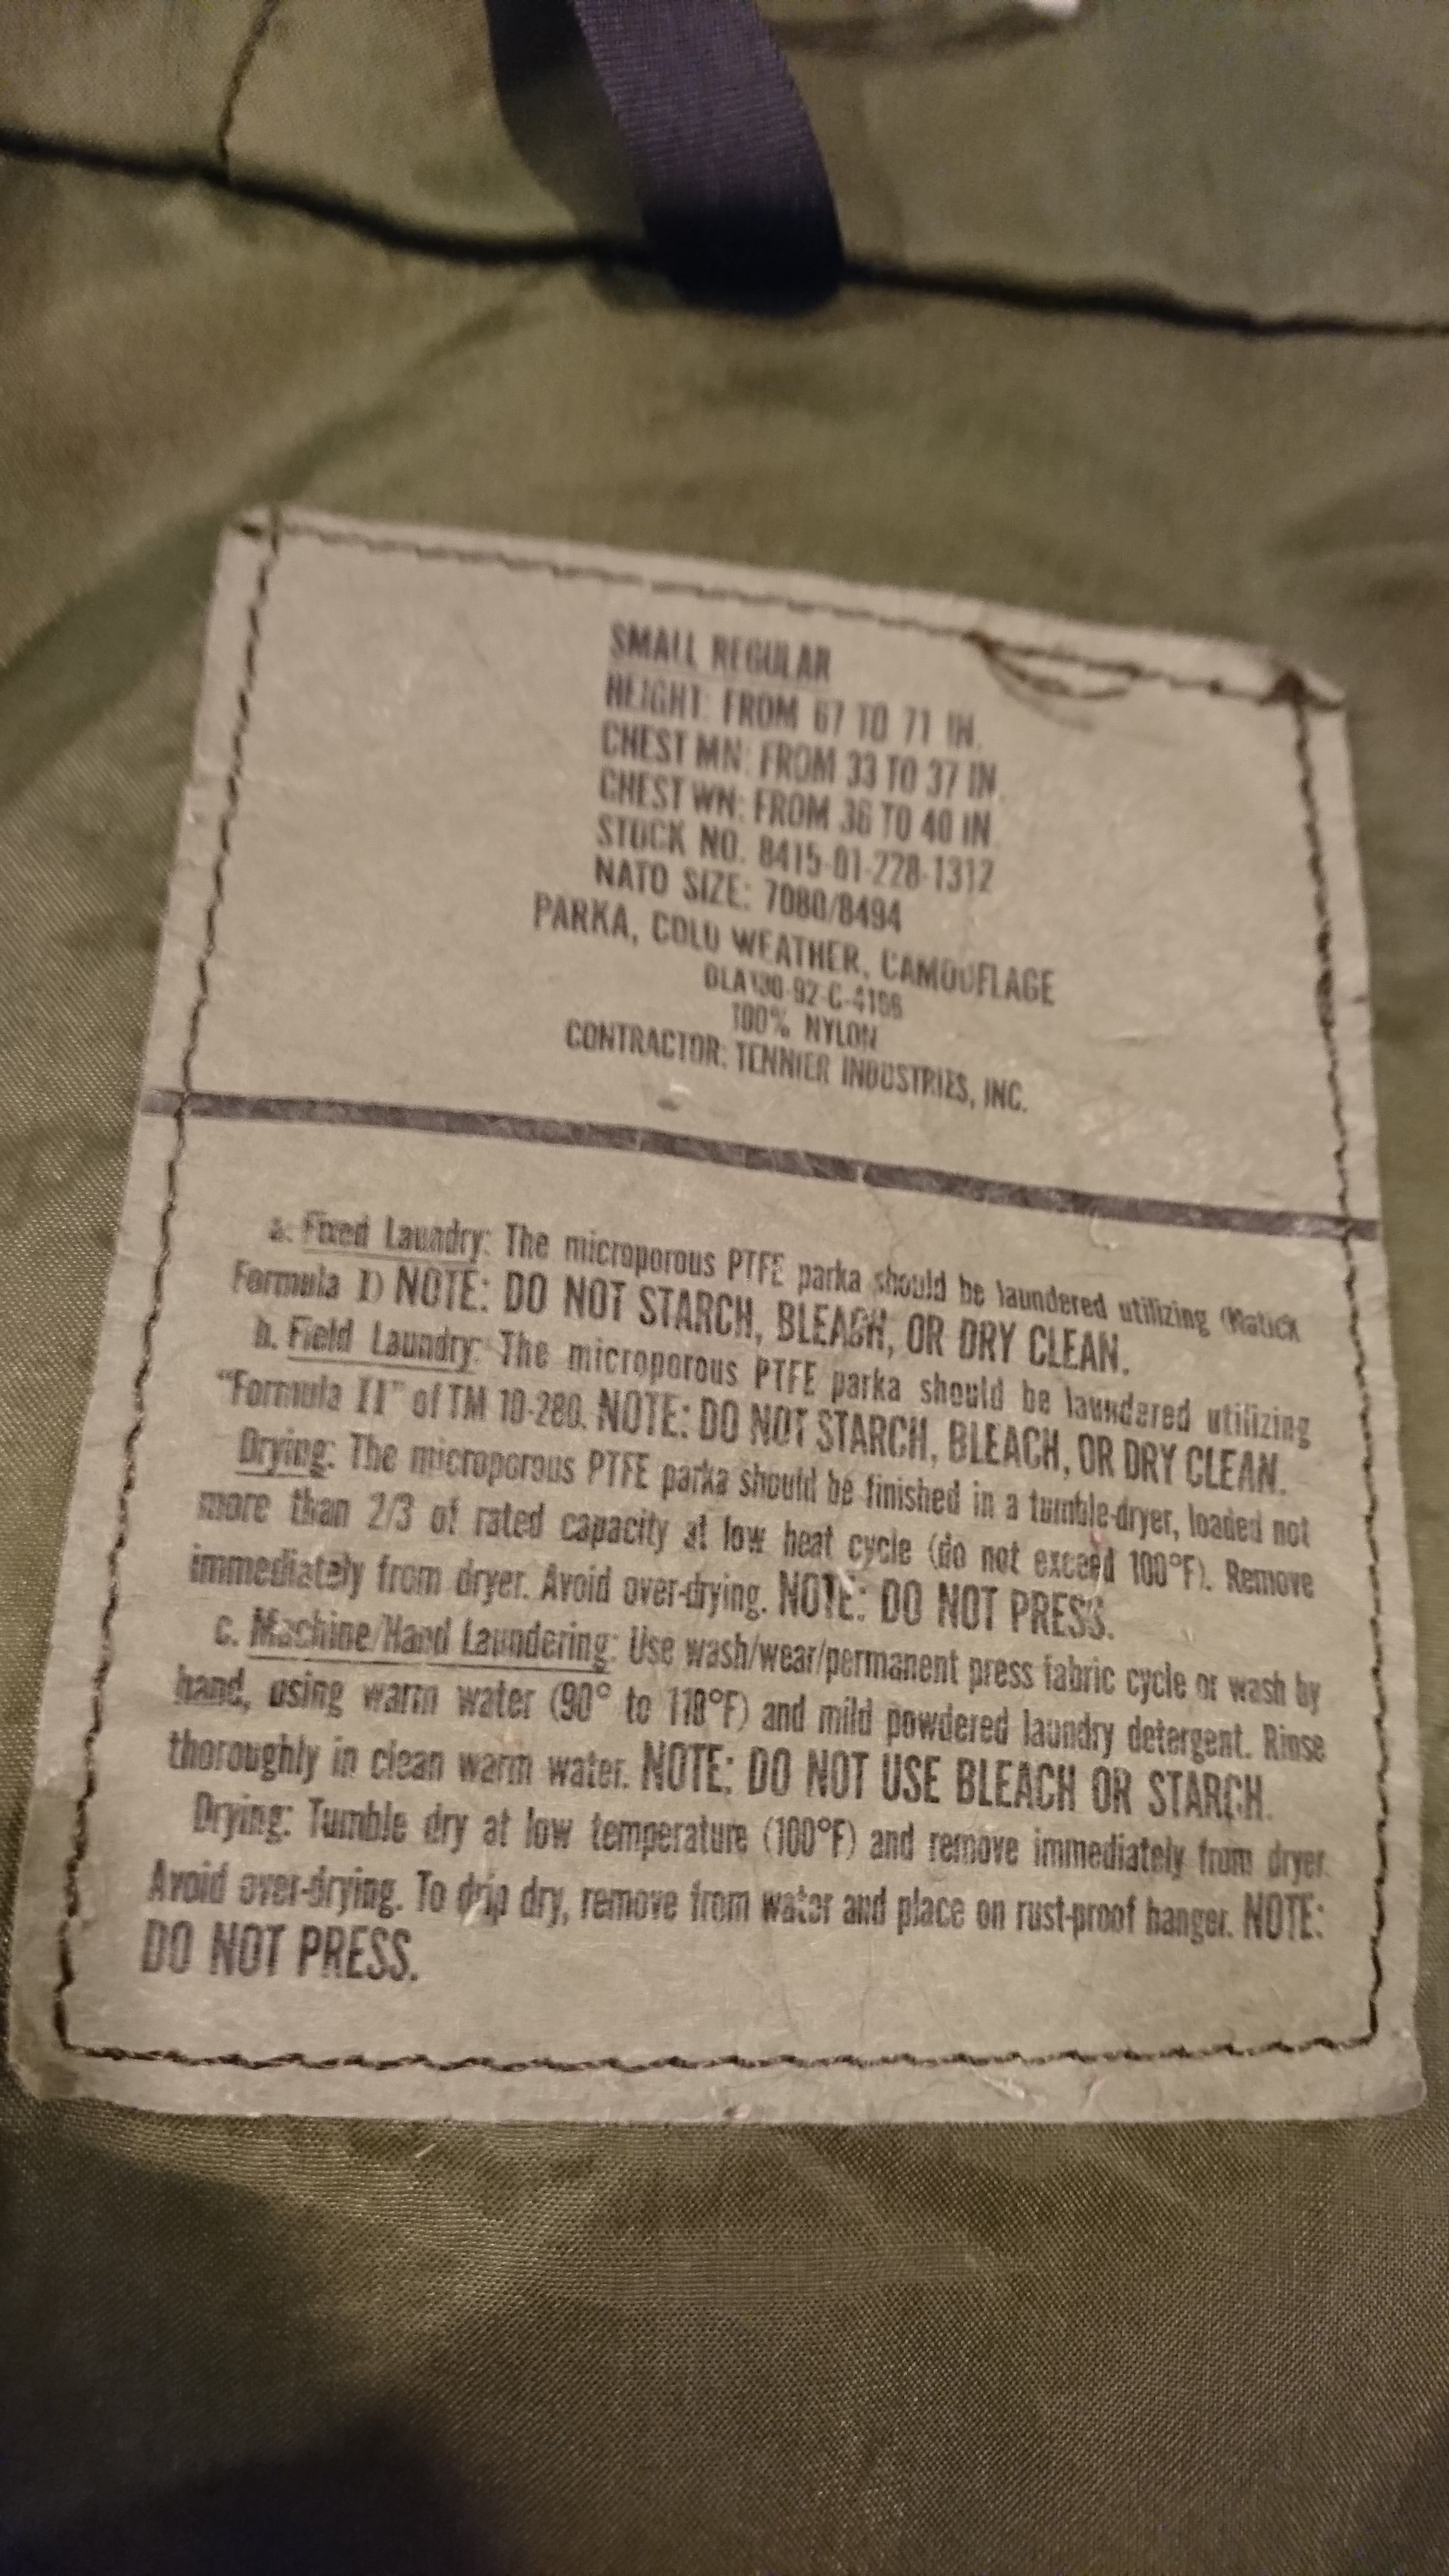 SMALL REGULAR
HEIGHT: FROM 67 TO 71 IN.
CHEST MN: FROM 33 TO 37 IN.
CHEST WN: FROM 36 TO 40 IN.
STOCK NO. 8415-01-228-1312
NATO SIZE: 7080/8494
PARKA, COLD WEATHER, CAMOUFLAGE
100% NYLON
CONTRACTOR: TENNIER INDUSTRIES, INC.
a. Fixed Laundry: The microporous PTFE parka should be laundered utilizing (Natick
Formula I) NOTE: DO NOT STARCH, BLEACH, OR DRY CLEAN.
b. Field Laundry: The microporous PTFE parka should be laundered utilizing
"Formula II" of TM 10-280. NOTE: DO NOT STARCH, BLEACH, OR DRY CLEAN.
Drying: The microporous PTFE parka should be finished in a tumble-dryer, loaded not
more than 2/3 of rated capacity at low heat cycle (do not exceed 100°F). Remove
immediately from dryer. Avoid over-drying. NOTE: DO NOT PRESS.
c. Machine/Hand Laundering: Use wash/wear/permanent press fabric cycle or wash by
hand, using warm water (90° to 110°F) and mild powdered laundry detergent. Rinse
thoroughly in clean warm water. NOTE: DO NOT USE BLEACH OR STARCH.
Drying: Tumble dry at low temperature (100°F) and remove immediately from dryer.
Avoid over-drying. To drip dry, remove from water and place on rust-proof hanger. NOTE:
DO NOT PRESS.